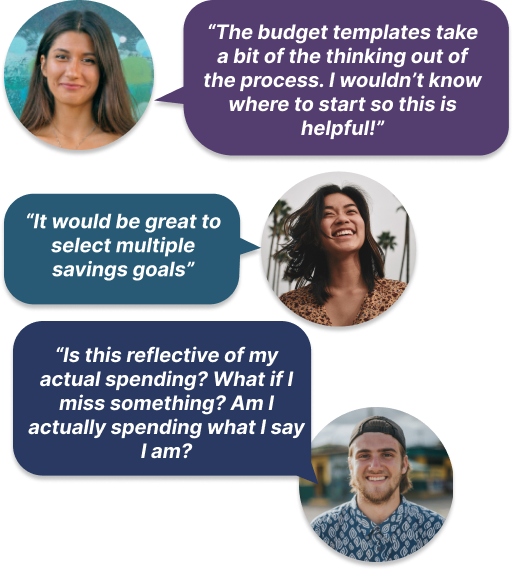 “The budget templates take
a bit of the thinking out of
the process. I wouldn’t know
where to start so this is
helpful!”
“It would be great to
select multiple
savings goals”
“Is this reflective of my
actual spending? What if I
miss something? Am I
actually spending what I say
I am?